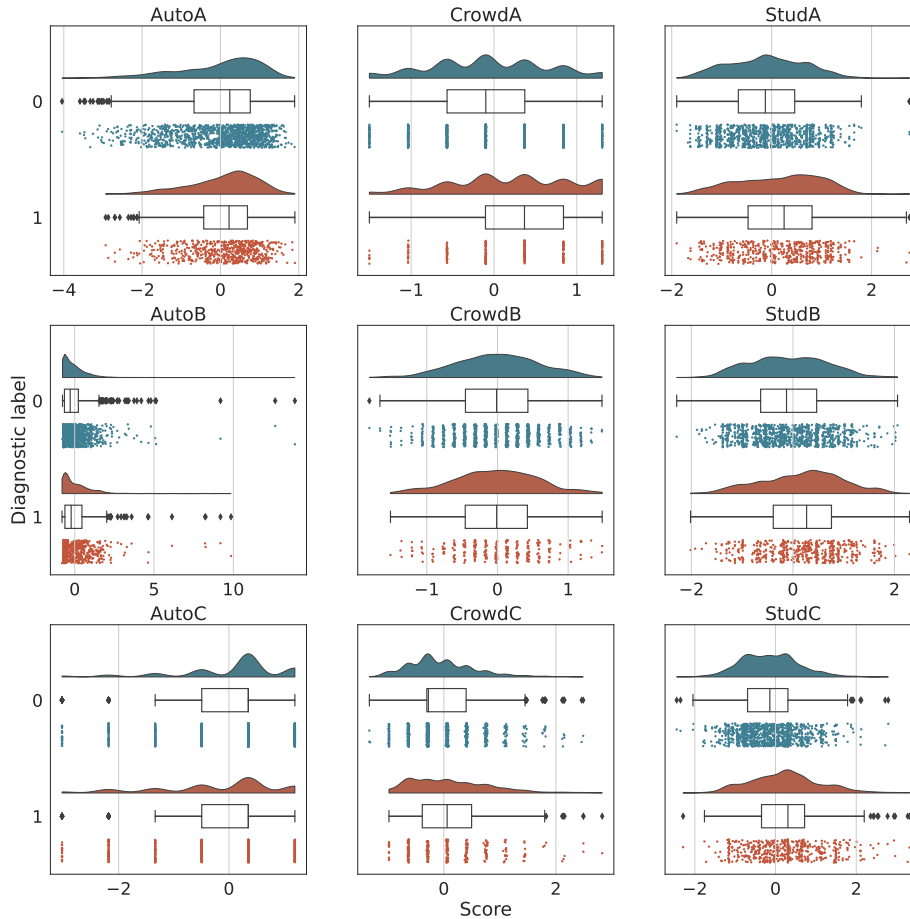 AutoA CrowdA StudA
0
1
−4 −2 0 2 −1 0 1 −2 0 2
AutoB CrowdB StudB
Diagnostic label
0
1
0 5 10 −1 0 1 −2 0 2
AutoC CrowdC StudC
0
1
−2 0 0 2 −2 0 2
Score